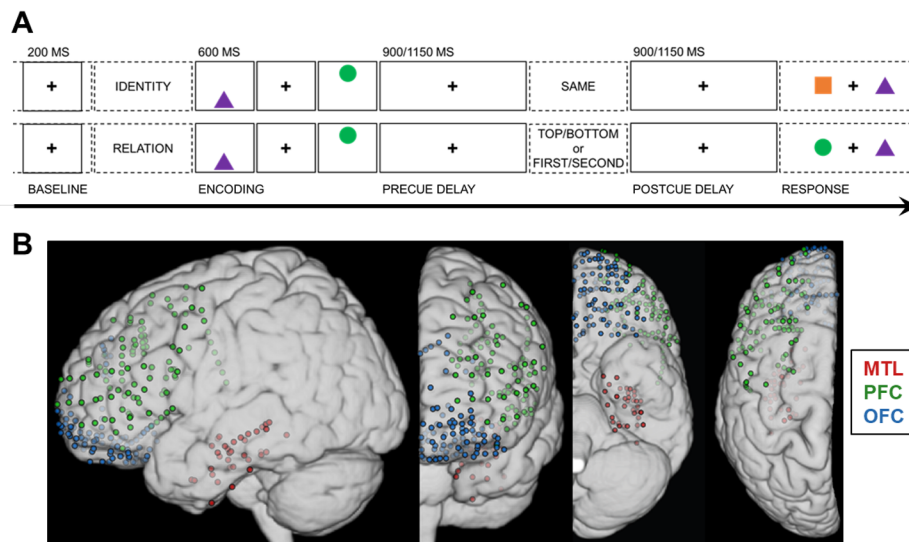 A
200 MS
600 MS
900/1150 MS
900/1150 MS
IDENTITY
SAME
RELATION
TOP/BOTTOM
or
FIRST/SECOND
BASELINE
ENCODING
PRECUE DELAY
POSTCUE DELAY
RESPONSE
B
MTL
PFC
OFC